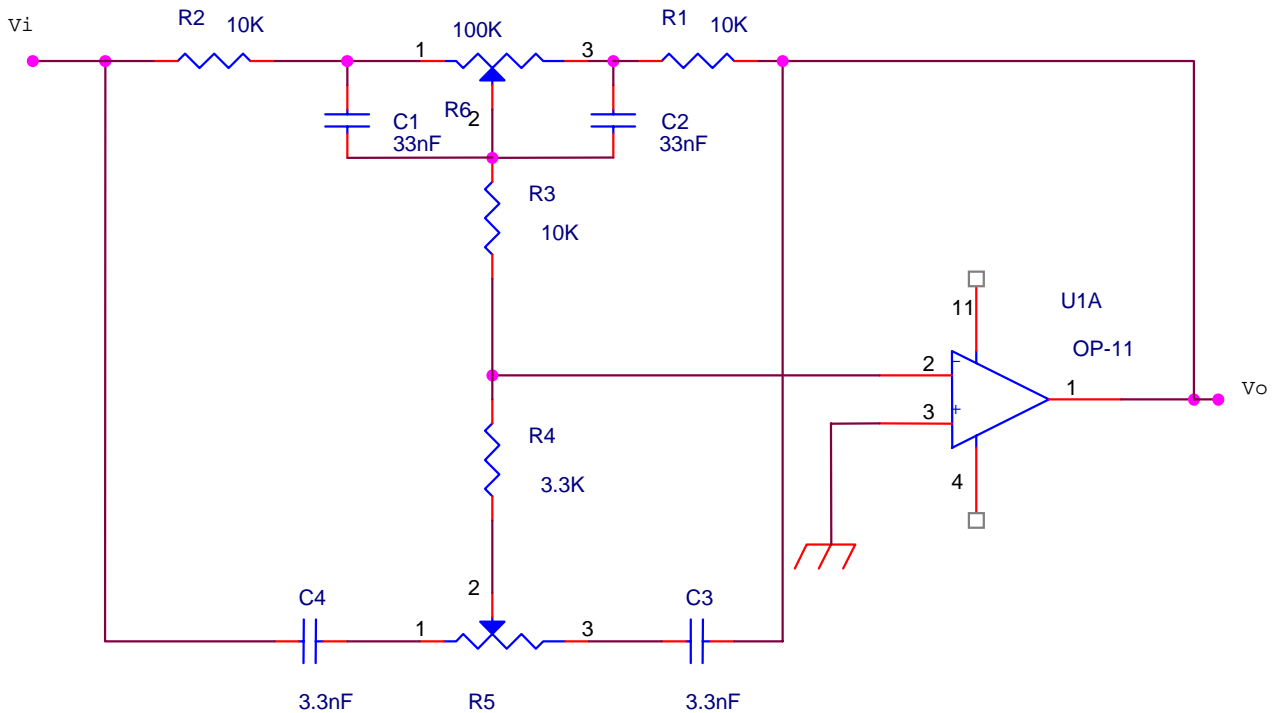 Vi
R2
10K
1
100K
3
R1
10K
C1
33nF
R6
2
C2
33nF
R3
10K
11
U1A
OP-11
2
-
3
+
1
Vo
4
R4
3.3K
2
C4
1
3
C3
3.3nF
R5
3.3nF